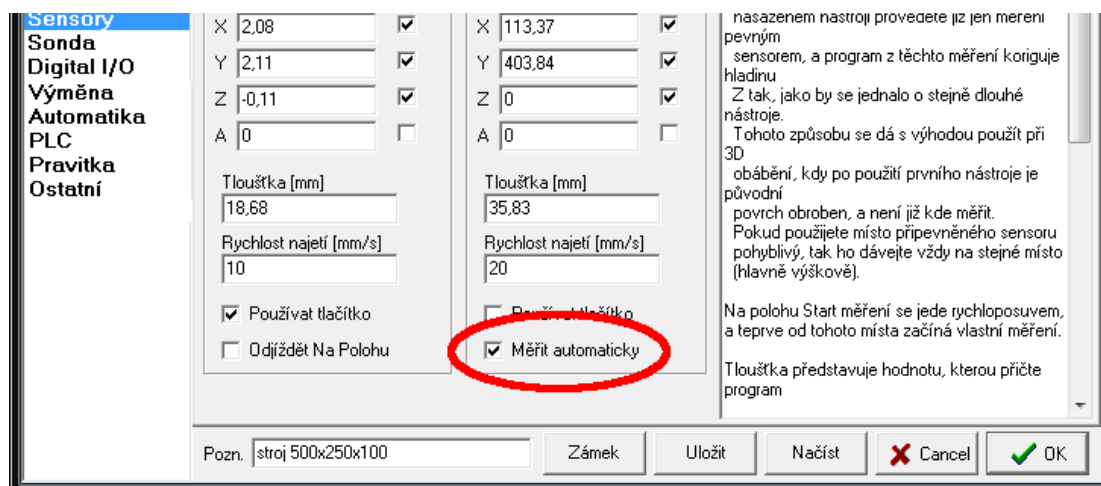 Sensory
Sonda
Digital I/O
Výměna
Automatika
PLC
Pravitka
Ostatní
X 2,08
Y 2,11
Z -0,11
A 0
Tloušťka [mm]
18,68
Rychlost najetí [mm/s]
10
Používat tlačítko
Odjíždět Na Polohu
X 113,37
Y 403,84
Z 0
A 0
Tloušťka [mm]
35,83
Rychlost najetí [mm/s]
20
Používat tlačítko
Měřit automaticky
nasazeném nástroji provedete již jen měření
pevným
sensorem, a program z těchto měření koriguje
hladinu
Z tak, jako by se jednalo o stejně dlouhé
nástroje.
Tohoto způsobu se dá s výhodou použít při
3D
obábění, kdy po použití prvního nástroje je
původní
povrch obroben, a není již kde měřit.
Pokud použijete místo připevněného sensoru
pohyblivý, tak ho dávejte vždy na stejné místo
(hlavně výškově).
Na polohu Start měření se jede rychloposuvem,
a teprve od tohoto místa začíná vlastní měření.
Tloušťka představuje hodnotu, kterou přičte
program
Pozn. stroj 500x250x100
Zámek
Uložit
Načíst
Cancel
OK